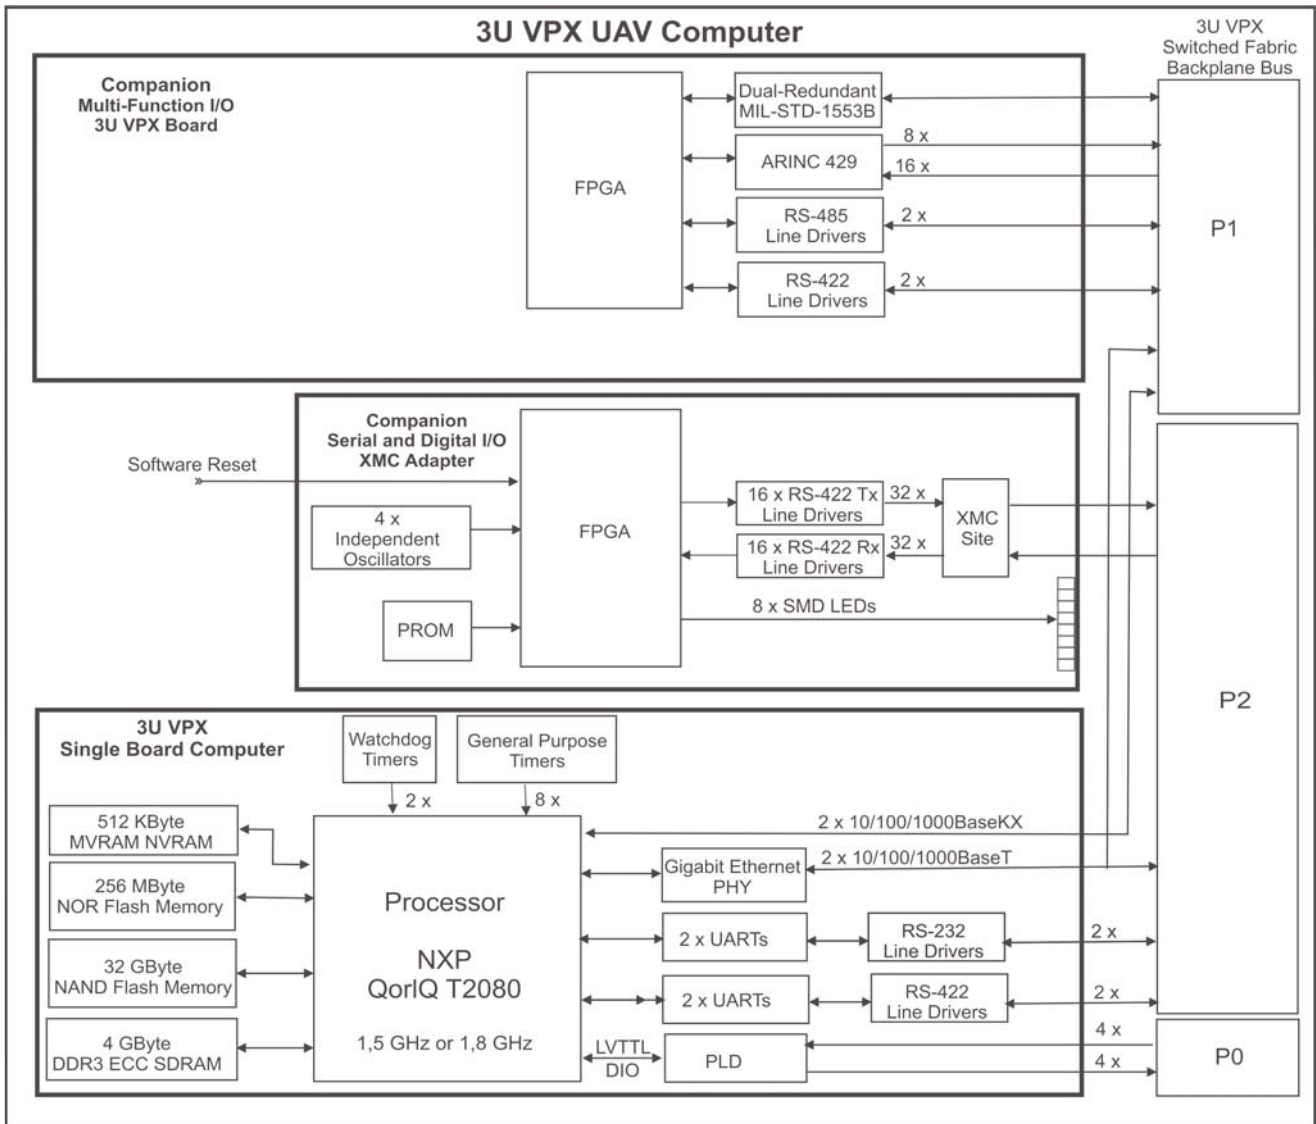 3U VPX UAV Computer
3U VPX
Switched Fabric
Backplane Bus
Companion
Multi-Function I/O
3U VPX Board
FPGA
Dual-Redundant
MIL-STD-1553B
ARINC 429
8 x
16 x
RS-485
Line Drivers
2 x
RS-422
Line Drivers
2 x
P1
Companion
Serial and Digital I/O
XMC Adapter
Software Reset
4 x
Independent
Oscillators
PROM
FPGA
16 x RS-422 Tx
Line Drivers
32 x
16 x RS-422 Rx
Line Drivers
32 x
XMC
Site
8 x SMD LEDs
P2
3U VPX
Single Board Computer
Watchdog
Timers
2 x
General Purpose
Timers
8 x
512 KByte
MVRAM NVRAM
256 MByte
NOR Flash Memory
32 GByte
NAND Flash Memory
4 GByte
DDR3 ECC SDRAM
Processor
NXP
QorIQ T2080
1,5 GHz or 1,8 GHz
2 x 10/100/1000BaseKX
Gigabit Ethernet
PHY
2 x 10/100/1000BaseT
2 x UARTs
RS-232
Line Drivers
2 x
2 x UARTs
RS-422
Line Drivers
2 x
LVTTL
DIO
PLD
4 x
4 x
P0